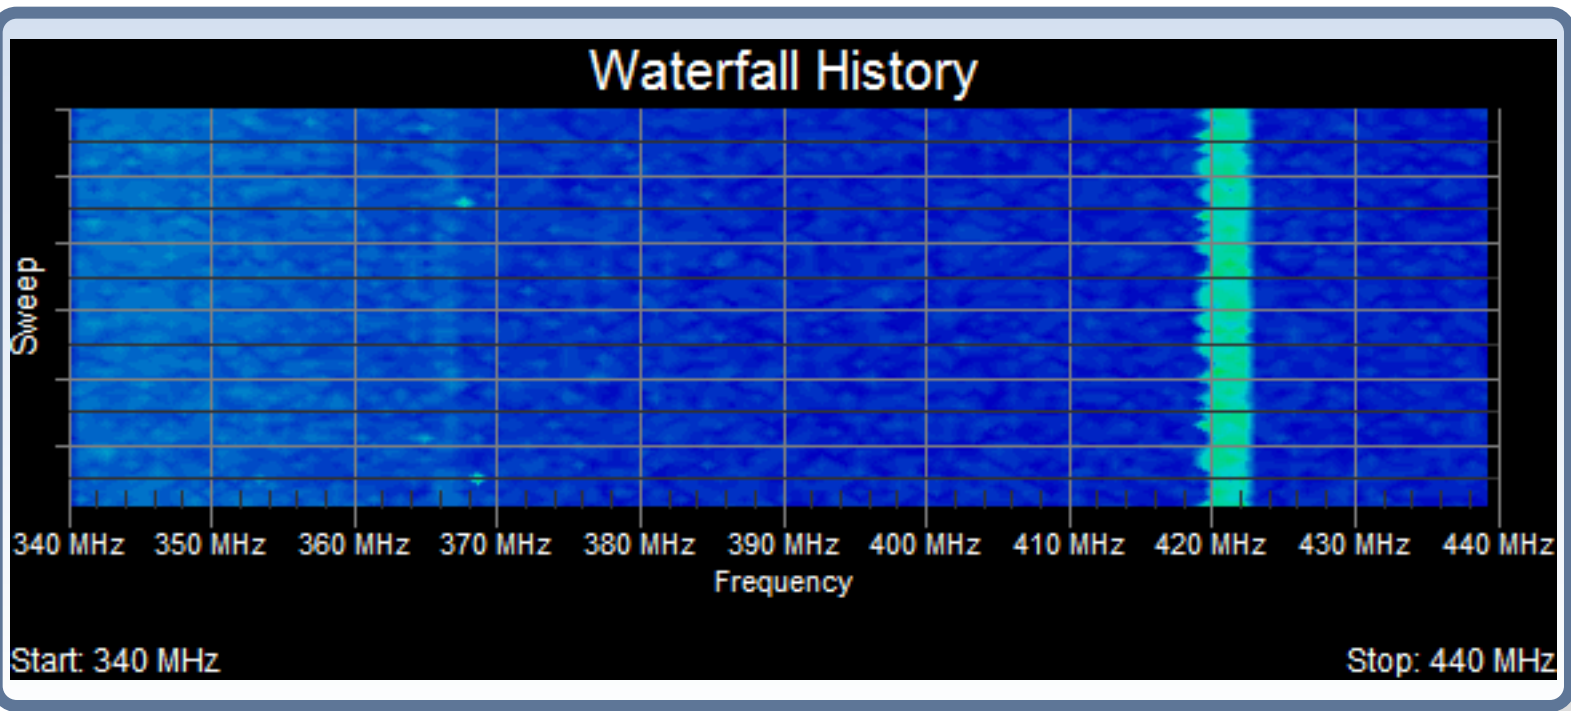 Waterfall History
Sweep
340 MHz 350 MHz 360 MHz 370 MHz 380 MHz 390 MHz 400 MHz 410 MHz 420 MHz 430 MHz 440 MHz
Frequency
Start: 340 MHz Stop: 440 MHz